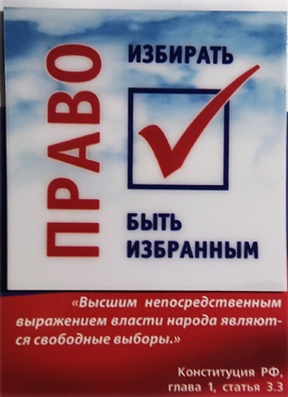 ПРАВО
ИЗБИРАТЬ
БЫТЬ
ИЗБРАННЫМ
«Высшим непосредственным
выражением власти народа являют-
ся свободные выборы.»
Конституция РФ,
глава 1, статья 3.3